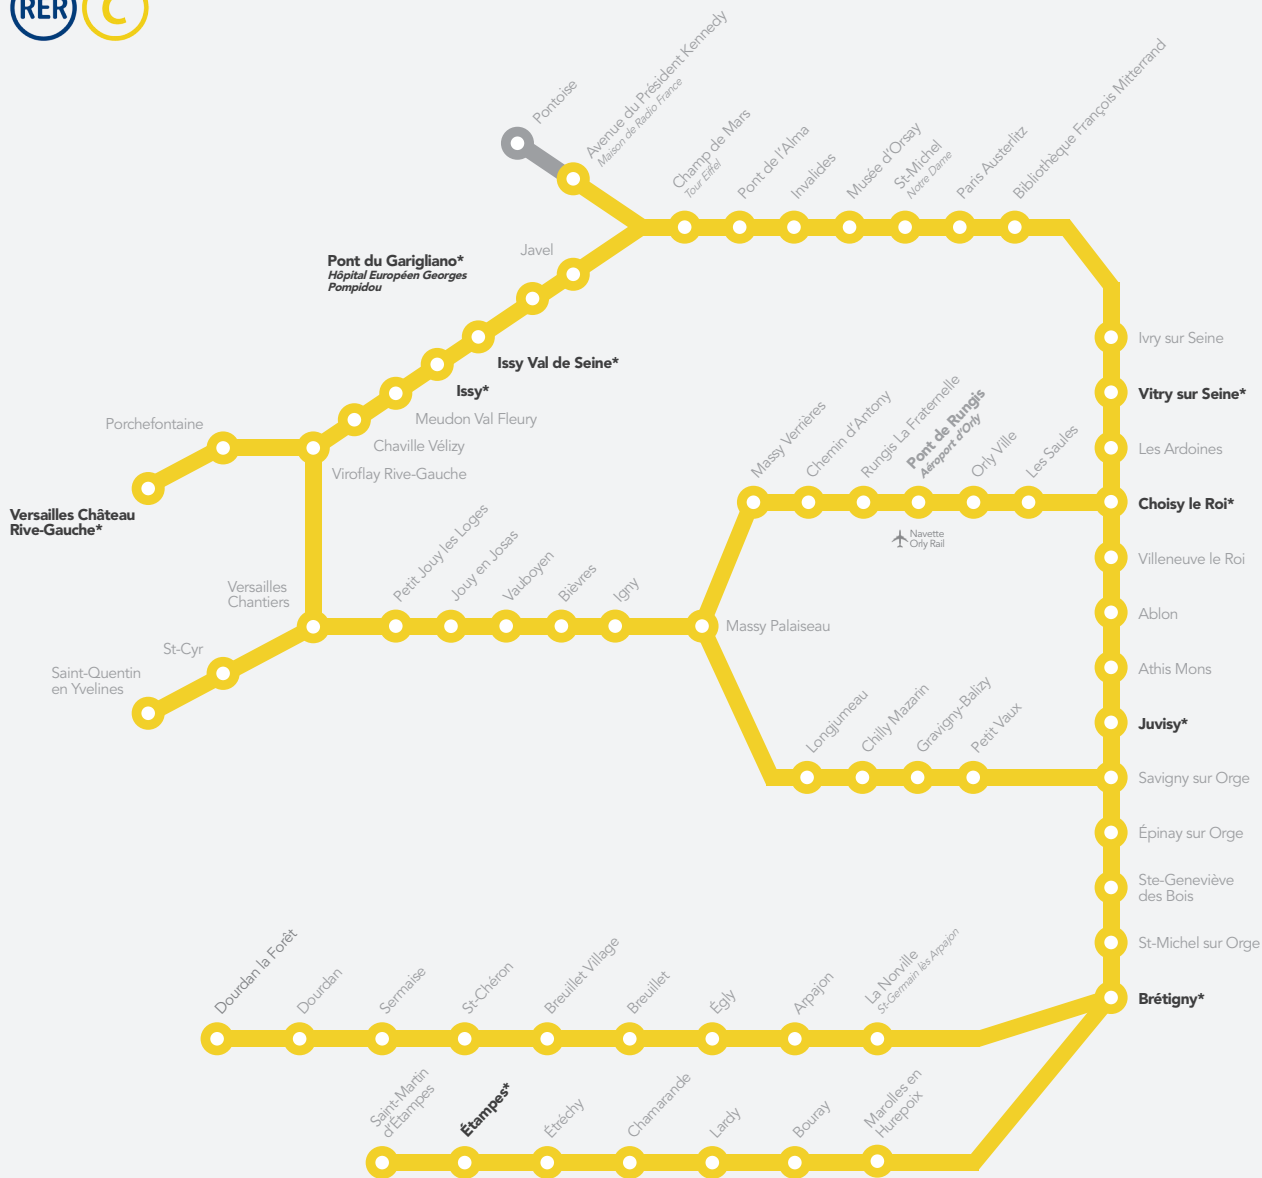 RER C
Pontoise
Avenue du Président Kennedy
Maison de Radio France
Champ de Mars
Tour Eiffel
Pont de l'Alma
Invalides
Musée d'Orsay
St-Michel
Notre Dame
Paris Austerlitz
Bibliothèque François Mitterrand
Javel
Pont du Garigliano*
Hôpital Européen Georges
Pompidou
Issy Val de Seine*
Issy*
Meudon Val Fleury
Chaville Vélizy
Viroflay Rive-Gauche
Porchefontaine
Versailles Château
Rive-Gauche*
Versailles
Chantiers
St-Cyr
Saint-Quentin
en Yvelines
Petit Jouy les Loges
Jouy en Josas
Vauboyen
Bièvres
Igny
Massy Palaiseau
Massy Verrières
Chemin d'Antony
Rungis La Fraternelle
Pont de Rungis
Aéroport d'Orly
Orly Ville
Les Saules
Navette
Orly Rail
Ivry sur Seine
Vitry sur Seine*
Les Ardoines
Choisy le Roi*
Villeneuve le Roi
Ablon
Athis Mons
Juvisy*
Savigny sur Orge
Épinay sur Orge
Ste-Geneviève
des Bois
St-Michel sur Orge
Brétigny*
Longjumeau
Chilly Mazarin
Gravigny-Balizy
Petit Vaux
Dourdan la Forêt
Dourdan
Sermaise
St-Chéron
Breuillet Village
Breuillet
Égly
Arpajon
La Norville
St-Germain lès Arpajon
Saint-Martin
d'Étampes
Étampes*
Étréchy
Chamarande
Lardy
Bouray
Marolles en
Hurepoix